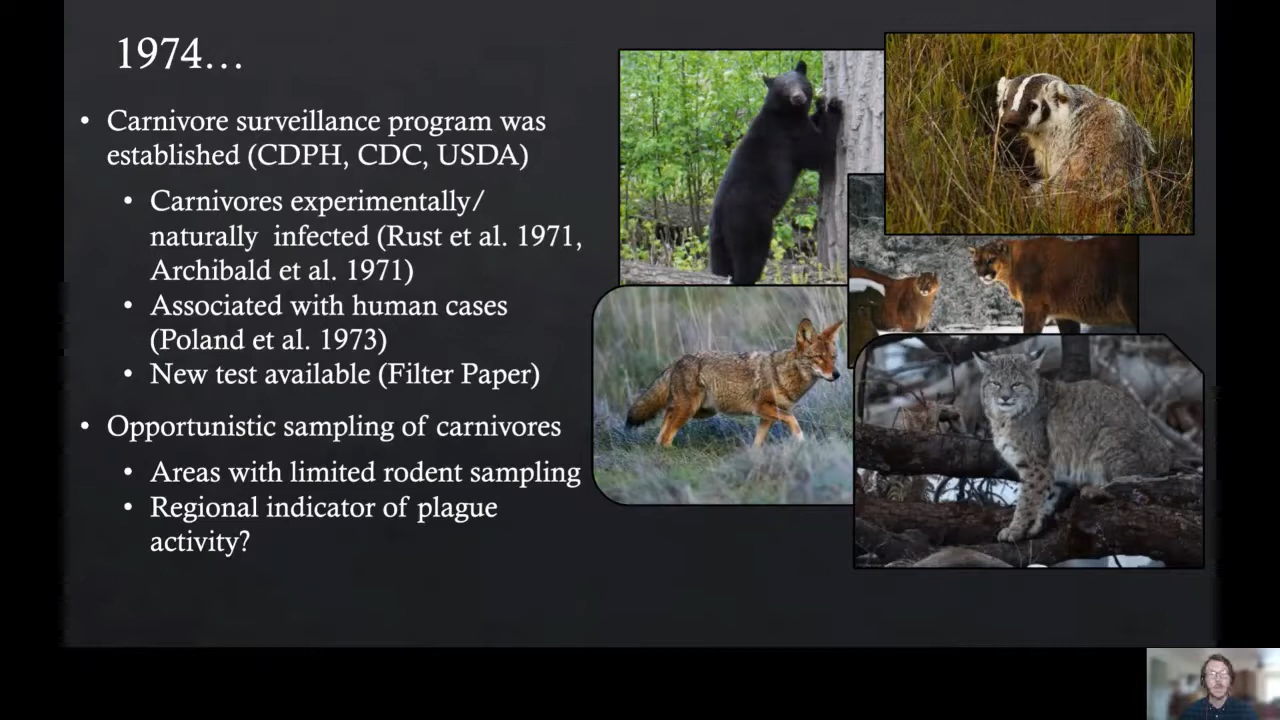 1974…
• Carnivore surveillance program was
established (CDPH, CDC, USDA)
• Carnivores experimentally/
naturally infected (Rust et al. 1971,
Archibald et al. 1971)
• Associated with human cases
(Poland et al. 1973)
• New test available (Filter Paper)
• Opportunistic sampling of carnivores
• Areas with limited rodent sampling
• Regional indicator of plague
activity?